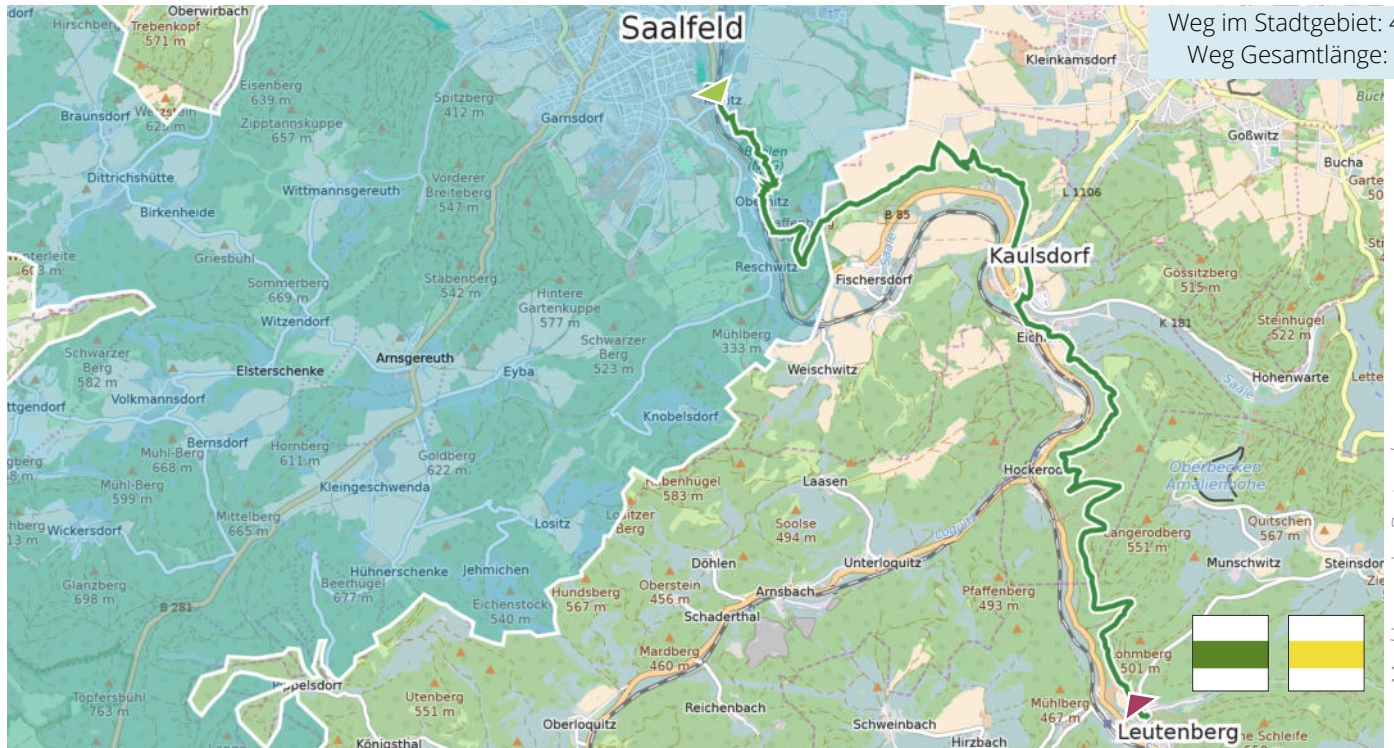 Oberwirbach
Trebenkopf
571 m
Saalfeld
Weg im Stadtgebiet:
Weg Gesamtlänge:
Kleinkamsdorf
Eisenberg
639 m
Spitzberg
412 m
Braunsdorf
Zipptannskuppe
657 m
Garnsdorf
Goßwitz
Bucha
Dittrichshütte
Wittmannsgereuth
Vorderer
Breiteberg
547 m
Birkenheide
L 1106
B 85
Saale
Griesbühl
Kaulsdorf
Reschwitz
Fischersdorf
Gössitzberg
515 m
Sommerberg
669 m
Stabenberg
542 m
Hintere
Gartenkuppe
577 m
Witzendorf
K 181
Steinhügel
522 m
Mühlberg
333 m
Schwarzer
Berg
582 m
Arnsgereuth
Schwarzer
Berg
523 m
Elsterschenke
Eyba
Weischwitz
Hohenwarte
Saale
Volkmannsdorf
Knobelsdorf
Bernsdorf
Hornberg
611 m
Goldberg
622 m
Mühl-Berg
668 m
Oberbecken
Amalienhöhe
Mühl-Berg
599 m
Kleingeschwenda
583 m
Laasen
Wickersdorf
Mittelberg
665 m
Lositz
Lositzer
Berg
Soolse
494 m
Loquitz
551 m
Quitschen
567 m
Döhlen
Unterloquitz
Munschwitz
Hühnerschenke
Jehmichen
Glanzberg
698 m
Beerhügel
677 m
Hundsberg
567 m
Oberstein
456 m
Arnsbach
Pfaffenberg
493 m
B 281
Eichenstock
540 m
Schaderthal
Mardberg
460 m
501 m
Töpfersbühl
763 m
Utenberg
551 m
Reichenbach
Mühlberg
467 m
Oberloquitz
Schweinbach
Leutenberg
Königsthal
Hirzbach